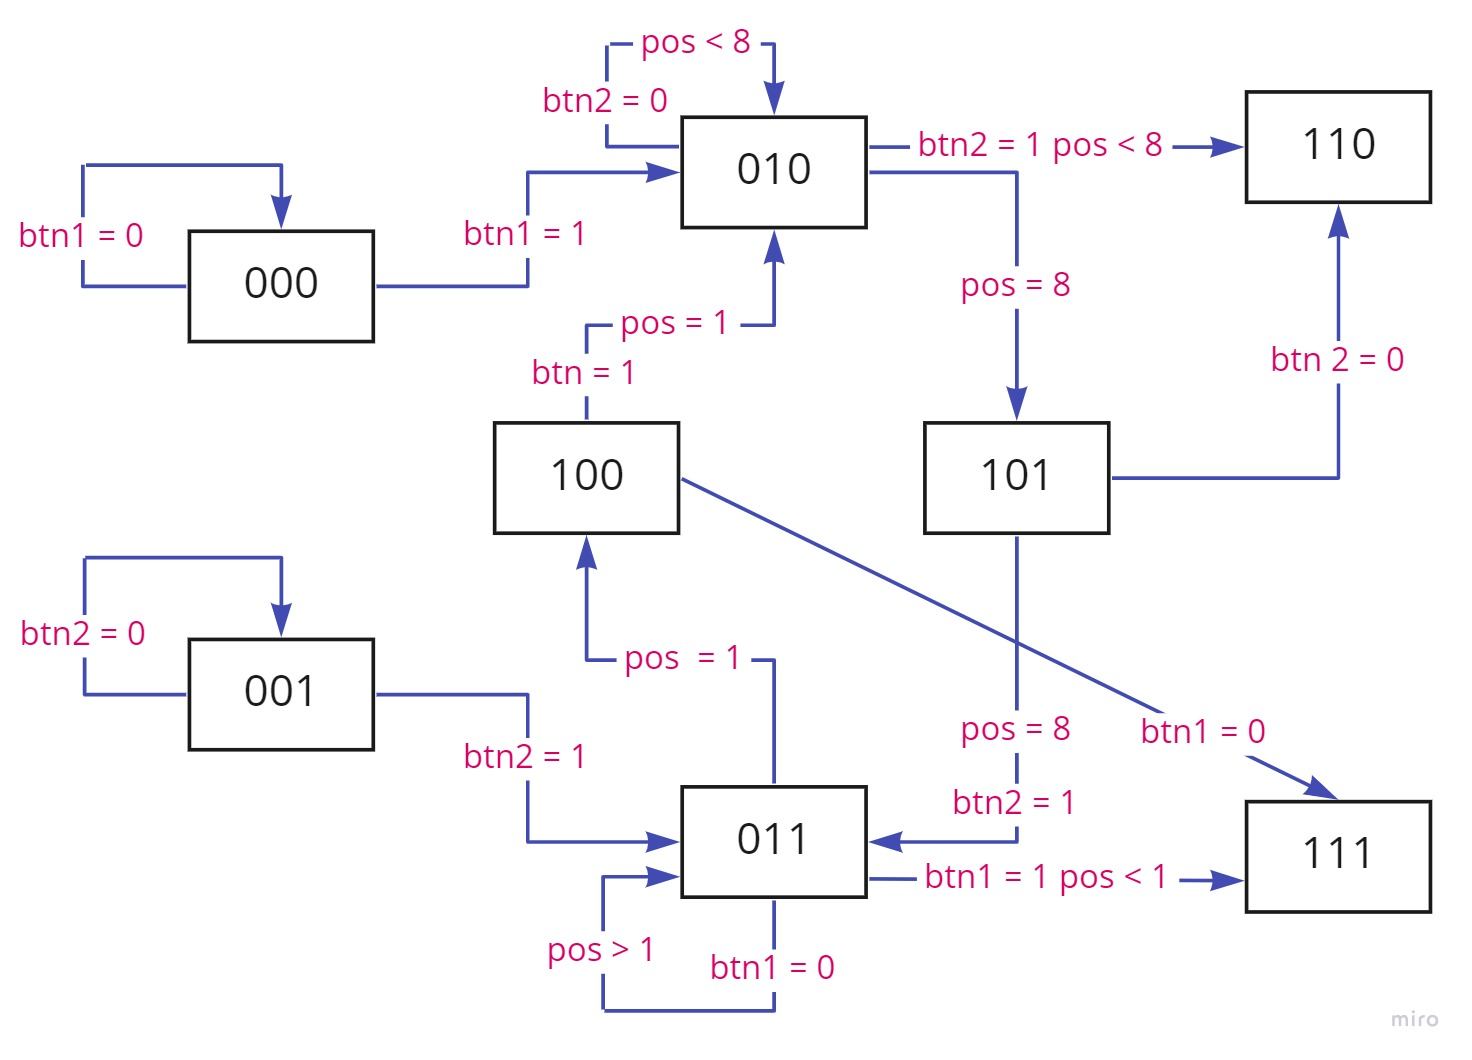 pos < 8
btn2 = 0
btn2 = 1 pos < 8
110
010
btn1 = 0
btn1 = 1
000
pos = 8
pos = 1
btn = 1
btn 2 = 0
100
101
btn2 = 0
pos  = 1
001
btn2 = 1
pos = 8
btn1 = 0
btn2 = 1
011
111
btn1 = 1 pos < 1
pos > 1
btn1 = 0
miro